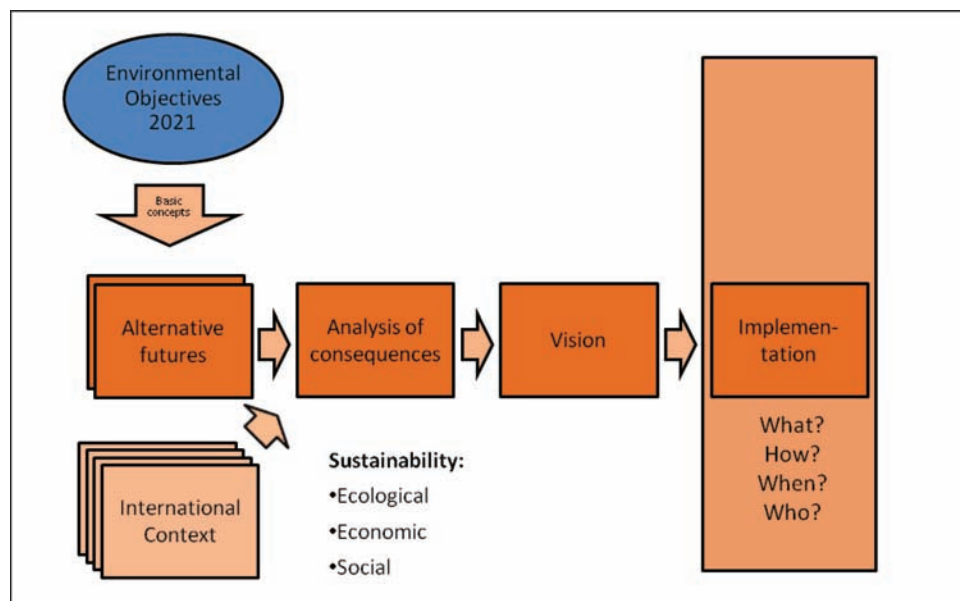 Environmental
Objectives
2021
Basic
concepts
Alternative
futures
Analysis of
consequences
Vision
Implemen-
tation
International
Context
Sustainability:
•Ecological
•Economic
•Social
What?
How?
When?
Who?